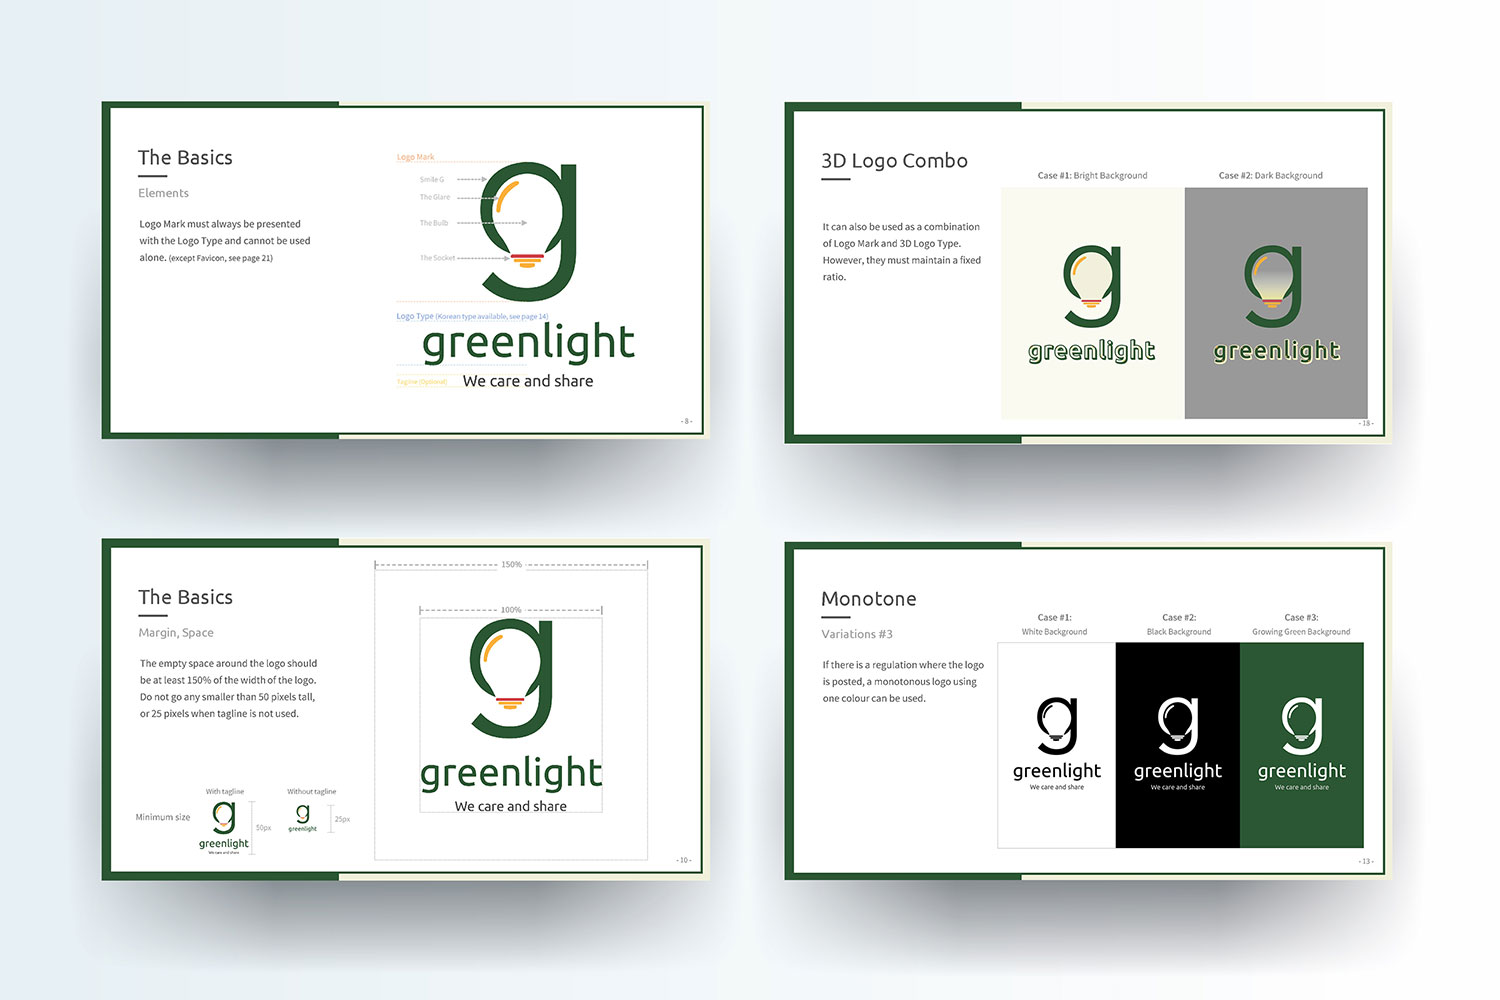 The Basics
Elements
Logo Mark must always be presented
with the Logo Type and cannot be used
alone. (except Favicon, see page 21)
Logo Mark
Smile G
The Glare
The Bulb
The Socket
Logo Type (Korean type available, see page 14)
greenlight
Tagline (Optional)
We care and share
- 8 -
3D Logo Combo
It can also be used as a combination
of Logo Mark and 3D Logo Type.
However, they must maintain a fixed
ratio.
Case #1: Bright Background
Case #2: Dark Background
greenlight
greenlight
- 18 -
The Basics
Margin, Space
The empty space around the logo should
be at least 150% of the width of the logo.
Do not go any smaller than 50 pixels tall,
or 25 pixels when tagline is not used.
Minimum size
With tagline
greenlight
We care and share
50px
Without tagline
greenlight
25px
150%
100%
greenlight
We care and share
- 10 -
Monotone
Variations #3
If there is a regulation where the logo
is posted, a monotonous logo using
one colour can be used.
Case #1:
White Background
greenlight
We care and share
Case #2:
Black Background
greenlight
We care and share
Case #3:
Growing Green Background
greenlight
We care and share
- 13 -